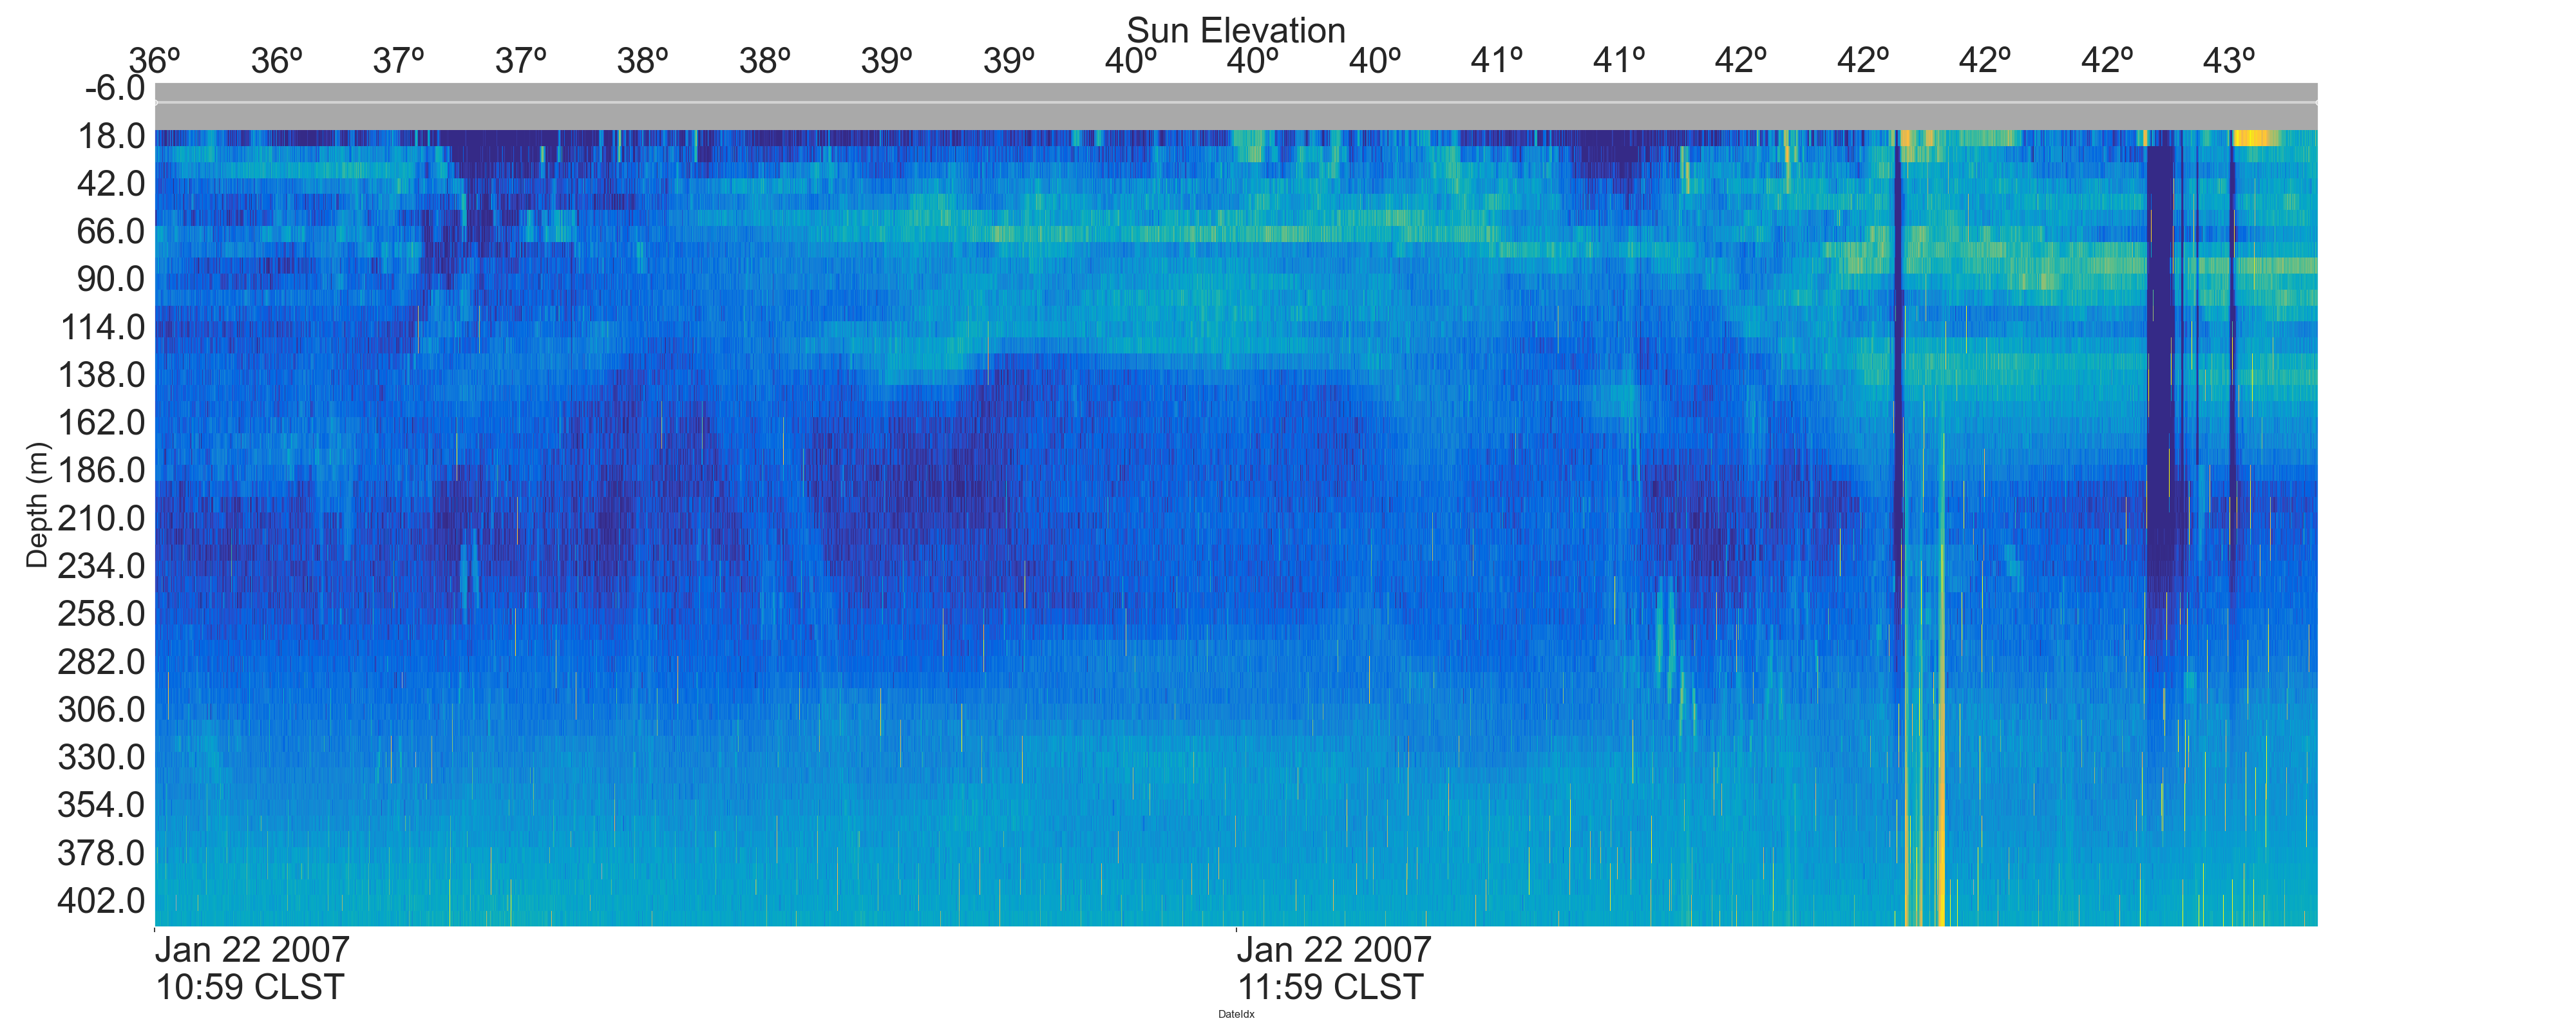 Sun Elevation
36º 36º 37º 37º 38º 38º 39º 39º 40º 40º 40º 41º 41º 42º 42º 42º 42º 43º
-6.0
18.0
42.0
66.0
90.0
114.0
138.0
162.0
186.0
210.0
234.0
258.0
282.0
306.0
330.0
354.0
378.0
402.0
Depth (m)
Jan 22 2007
10:59 CLST
Jan 22 2007
11:59 CLST
DateIdx